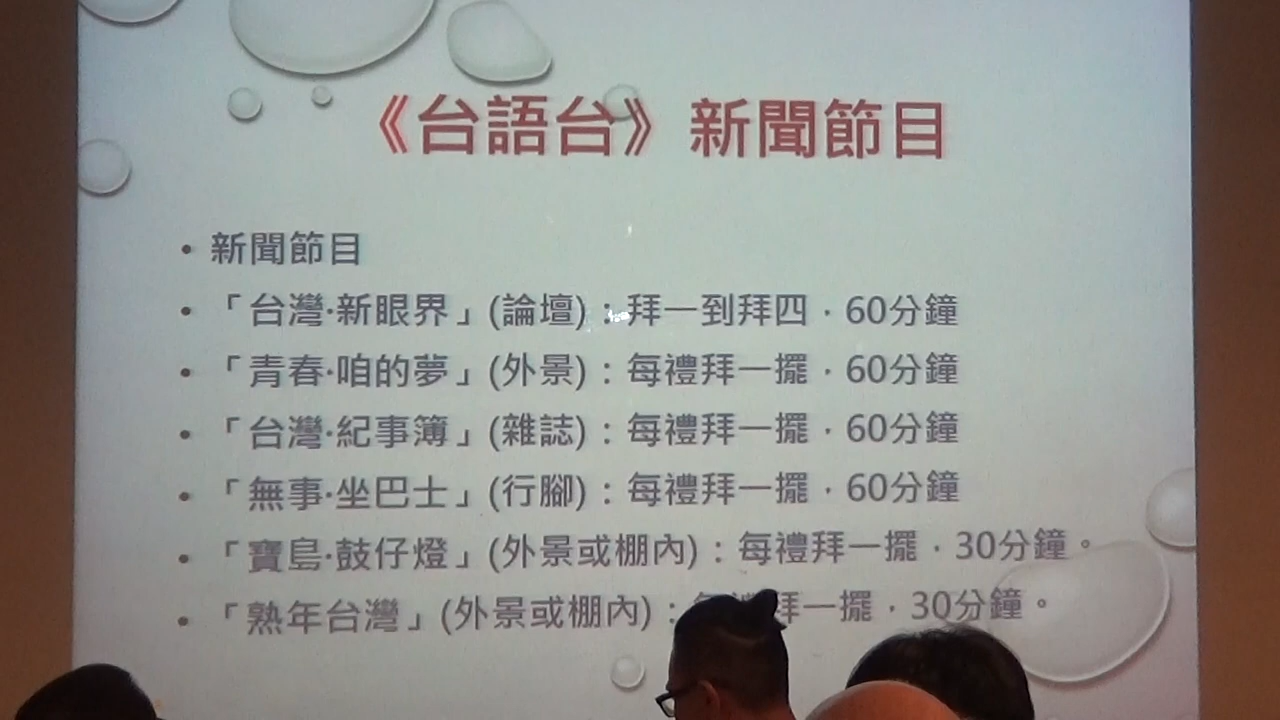 《台語台》新聞節目
• 新聞節目
• 「台灣·新眼界」(論壇)：拜一到拜四，60分鐘
• 「青春·咱的夢」(外景)：每禮拜一擺，60分鐘
• 「台灣·紀事簿」(雜誌)：每禮拜一擺，60分鐘
• 「無事·坐巴士」(行腳)：每禮拜一擺，60分鐘
• 「寶島·鼓仔燈」(外景或棚內)：每禮拜一擺，30分鐘。
• 「熟年台灣」(外景或棚內)：拜一擺，30分鐘。